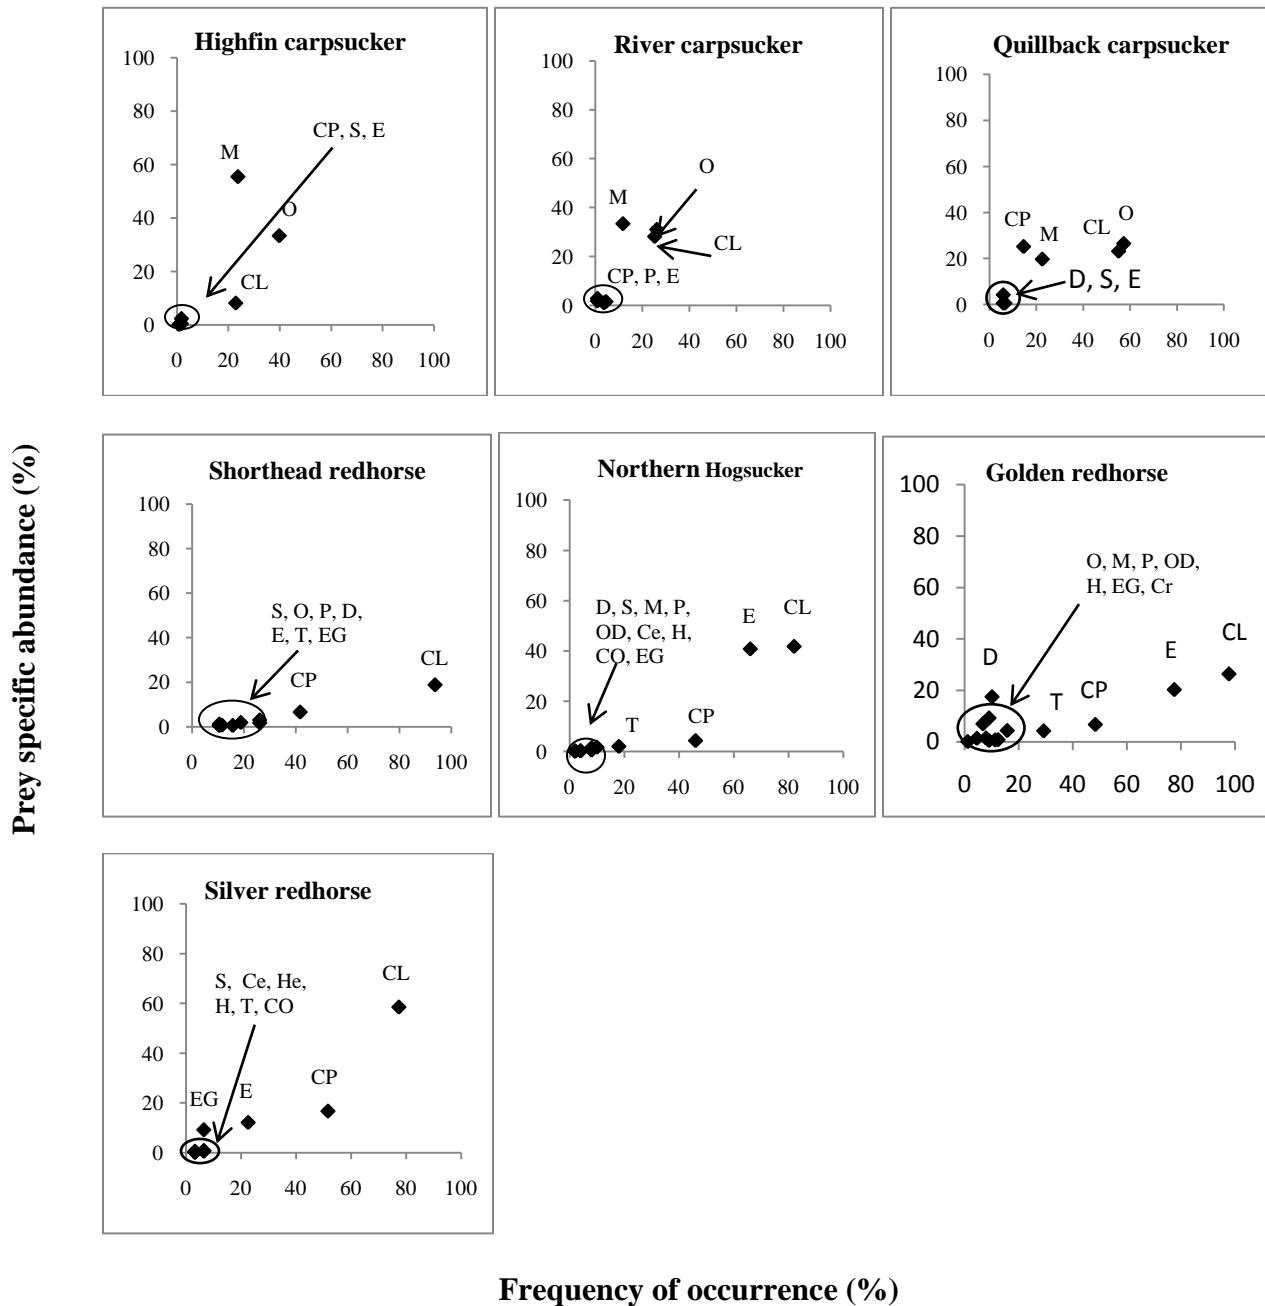 Highfin carpsucker
100
80
60
40
20
0
0 20 40 60 80 100
M
CP, S, E
O
CL
River carpsucker
100
80
60
40
20
0
0 20 40 60 80 100
O
M
CL
CP, P, E
Quillback carpsucker
100
80
60
40
20
0
0 20 40 60 80 100
CP
M
CL
O
D, S, E
Prey specific abundance (%)
Shorthead redhorse
100
80
60
40
20
0
0 20 40 60 80 100
S, O, P, D,
E, T, EG
CP
CL
Northern Hogsucker
100
80
60
40
20
0
0 20 40 60 80 100
D, S, M, P,
OD, Ce, H,
CO, EG
E
CL
T
CP
Golden redhorse
100
80
60
40
20
0
0 20 40 60 80 100
O, M, P, OD,
H, EG, Cr
D
E
CL
T
CP
Silver redhorse
100
80
60
40
20
0
0 20 40 60 80 100
S, Ce, He,
H, T, CO
CL
EG
E
CP
Frequency of occurrence (%)